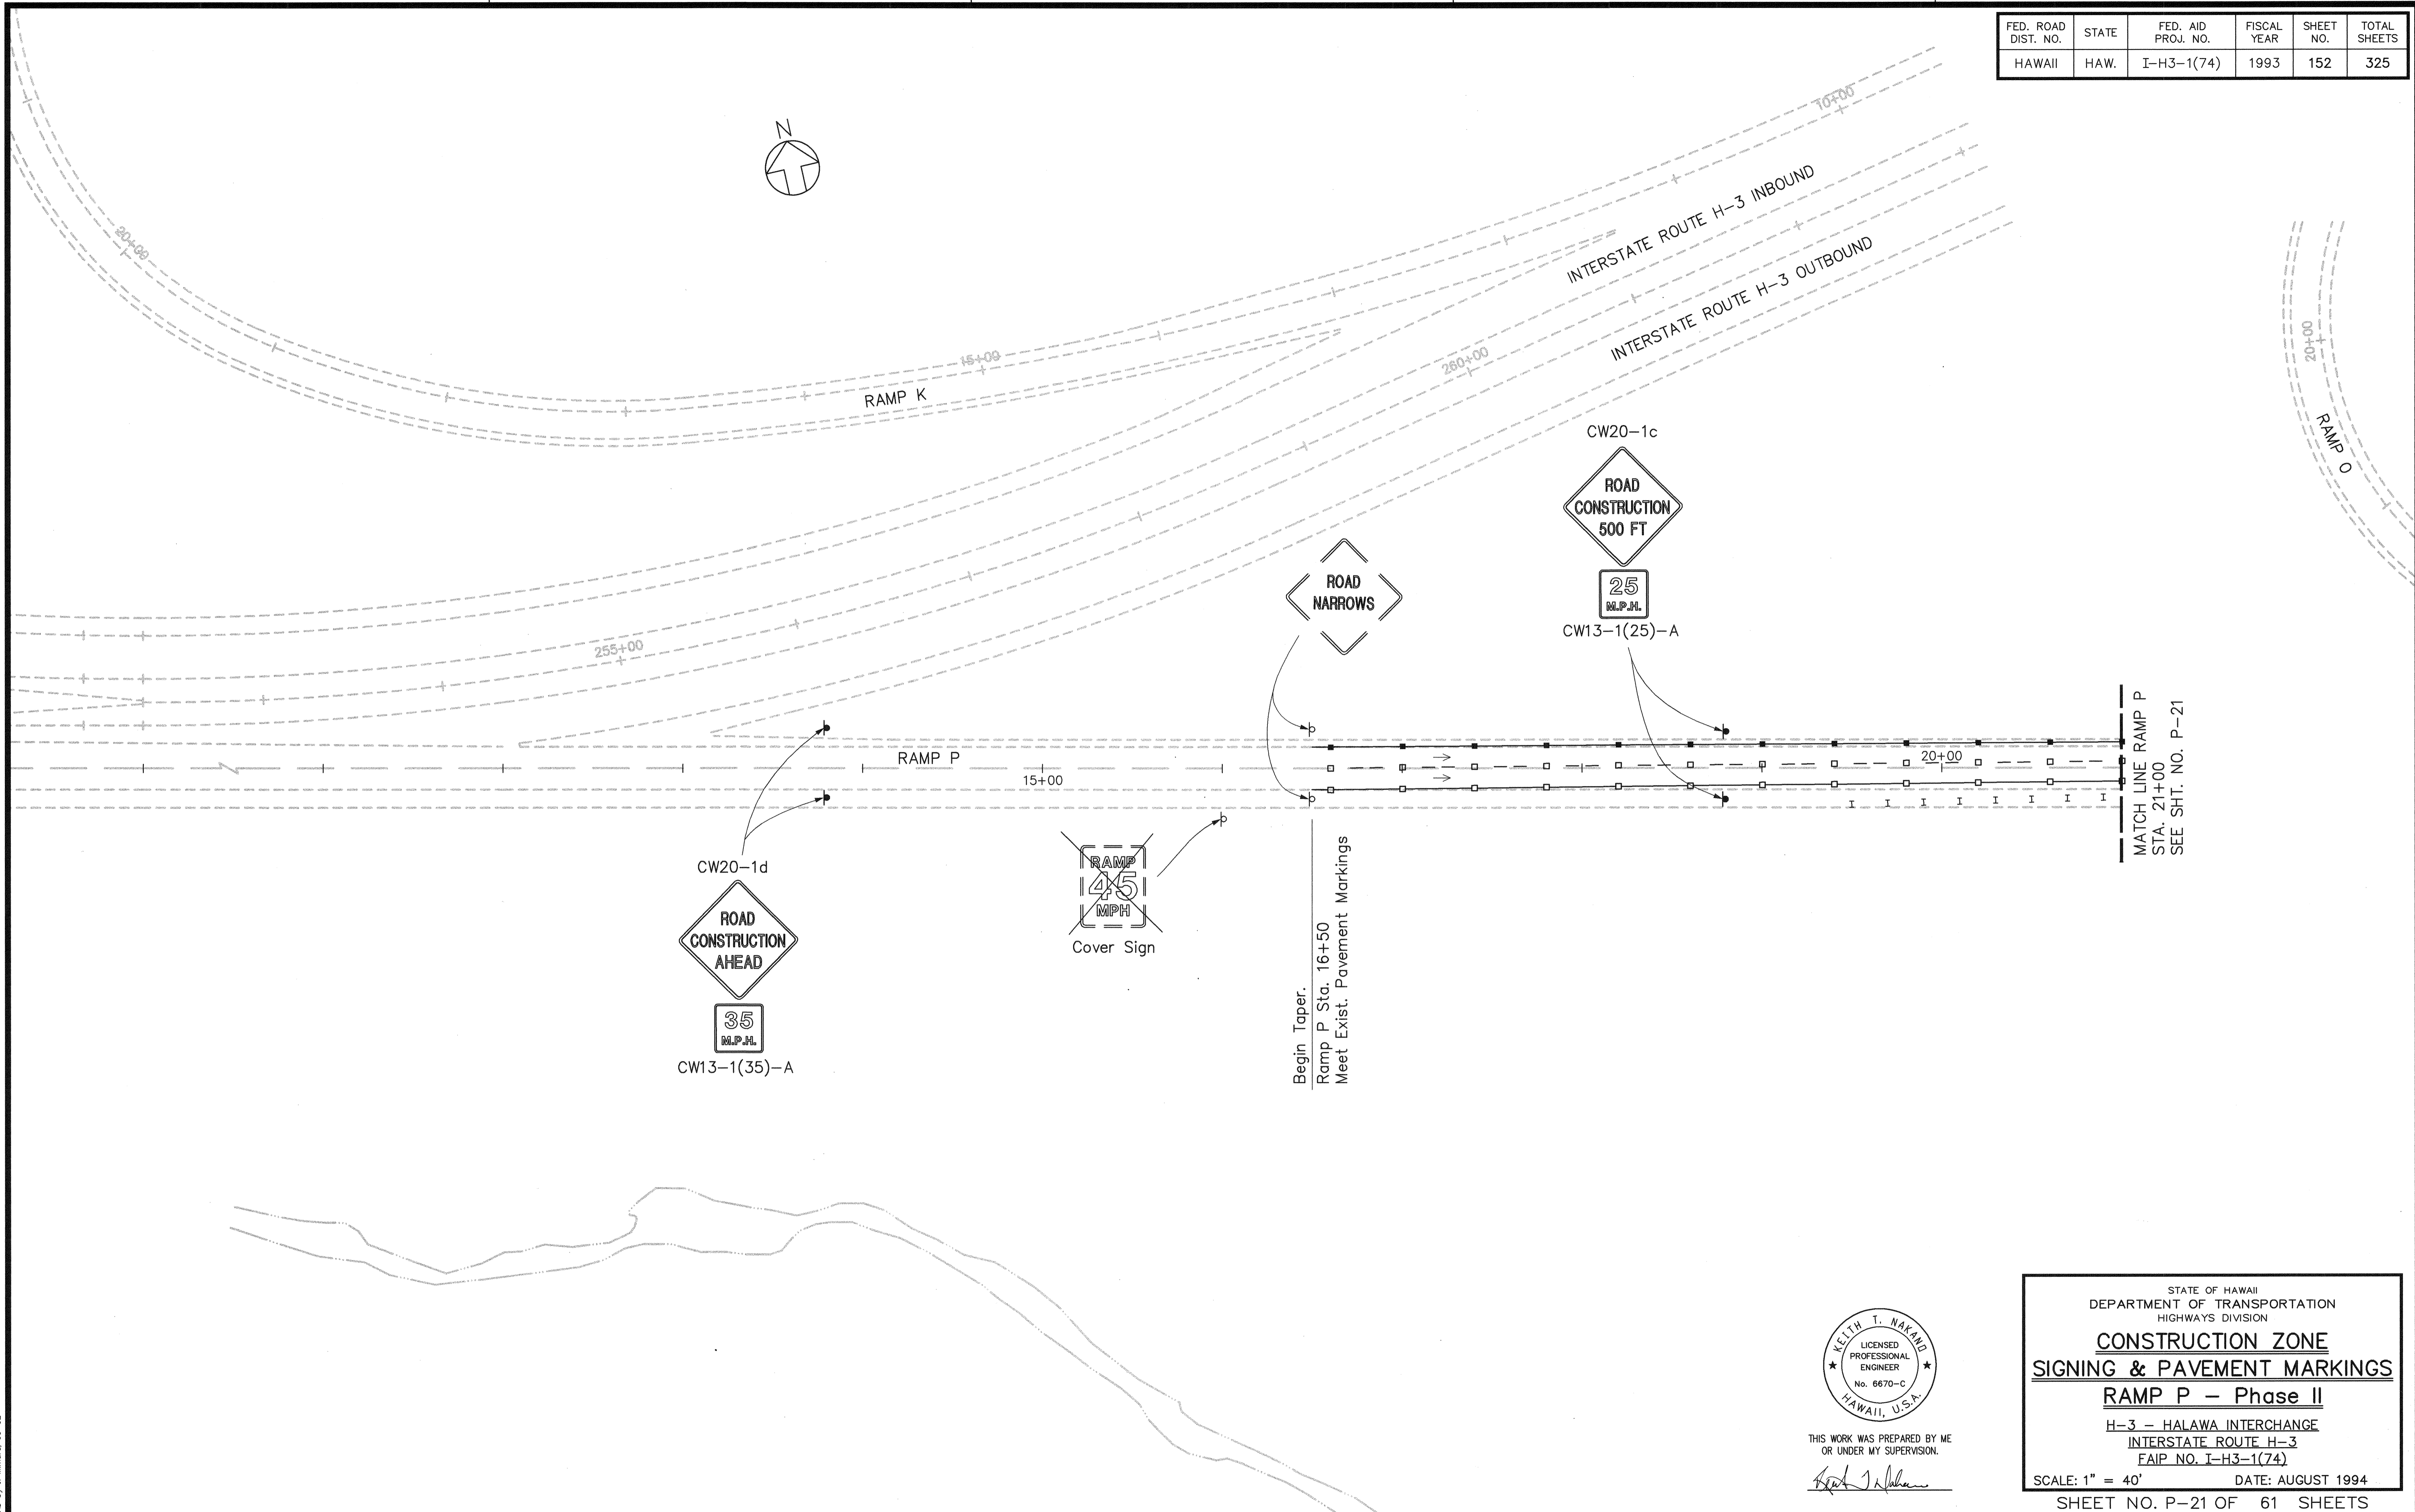 FED. ROAD DIST. NO. STATE FED. AID PROJ. NO. FISCAL YEAR SHEET NO. TOTAL SHEETS
HAWAII HAW. I-H3-1(74) 1993 152 325
N
10+00
20+00
INTERSTATE ROUTE H-3 INBOUND
INTERSTATE ROUTE H-3 OUTBOUND
20+00
15+00
260+00
RAMP K
RAMP O
CW20-1c
ROAD
CONSTRUCTION
500 FT
25
M.P.H.
CW13-1(25)-A
ROAD
NARROWS
255+00
RAMP P
15+00
20+00
MATCH LINE RAMP P
STA. 21+00
SEE SHT. NO. P-21
CW20-1d
ROAD
CONSTRUCTION
AHEAD
35
M.P.H.
CW13-1(35)-A
RAMP
45
MPH
Cover Sign
Begin Taper.
Ramp P Sta. 16+50
Meet Exist. Pavement Markings
KEITH T. NAKANO
LICENSED
PROFESSIONAL
ENGINEER
No. 6670-C
HAWAII, U.S.A.
THIS WORK WAS PREPARED BY ME
OR UNDER MY SUPERVISION.
STATE OF HAWAII
DEPARTMENT OF TRANSPORTATION
HIGHWAYS DIVISION
CONSTRUCTION ZONE
SIGNING & PAVEMENT MARKINGS
RAMP P - Phase II
H-3 - HALAWA INTERCHANGE
INTERSTATE ROUTE H-3
FAIP NO. I-H3-1(74)
SCALE: 1" = 40' DATE: AUGUST 1994
SHEET NO. P-21 OF 61 SHEETS